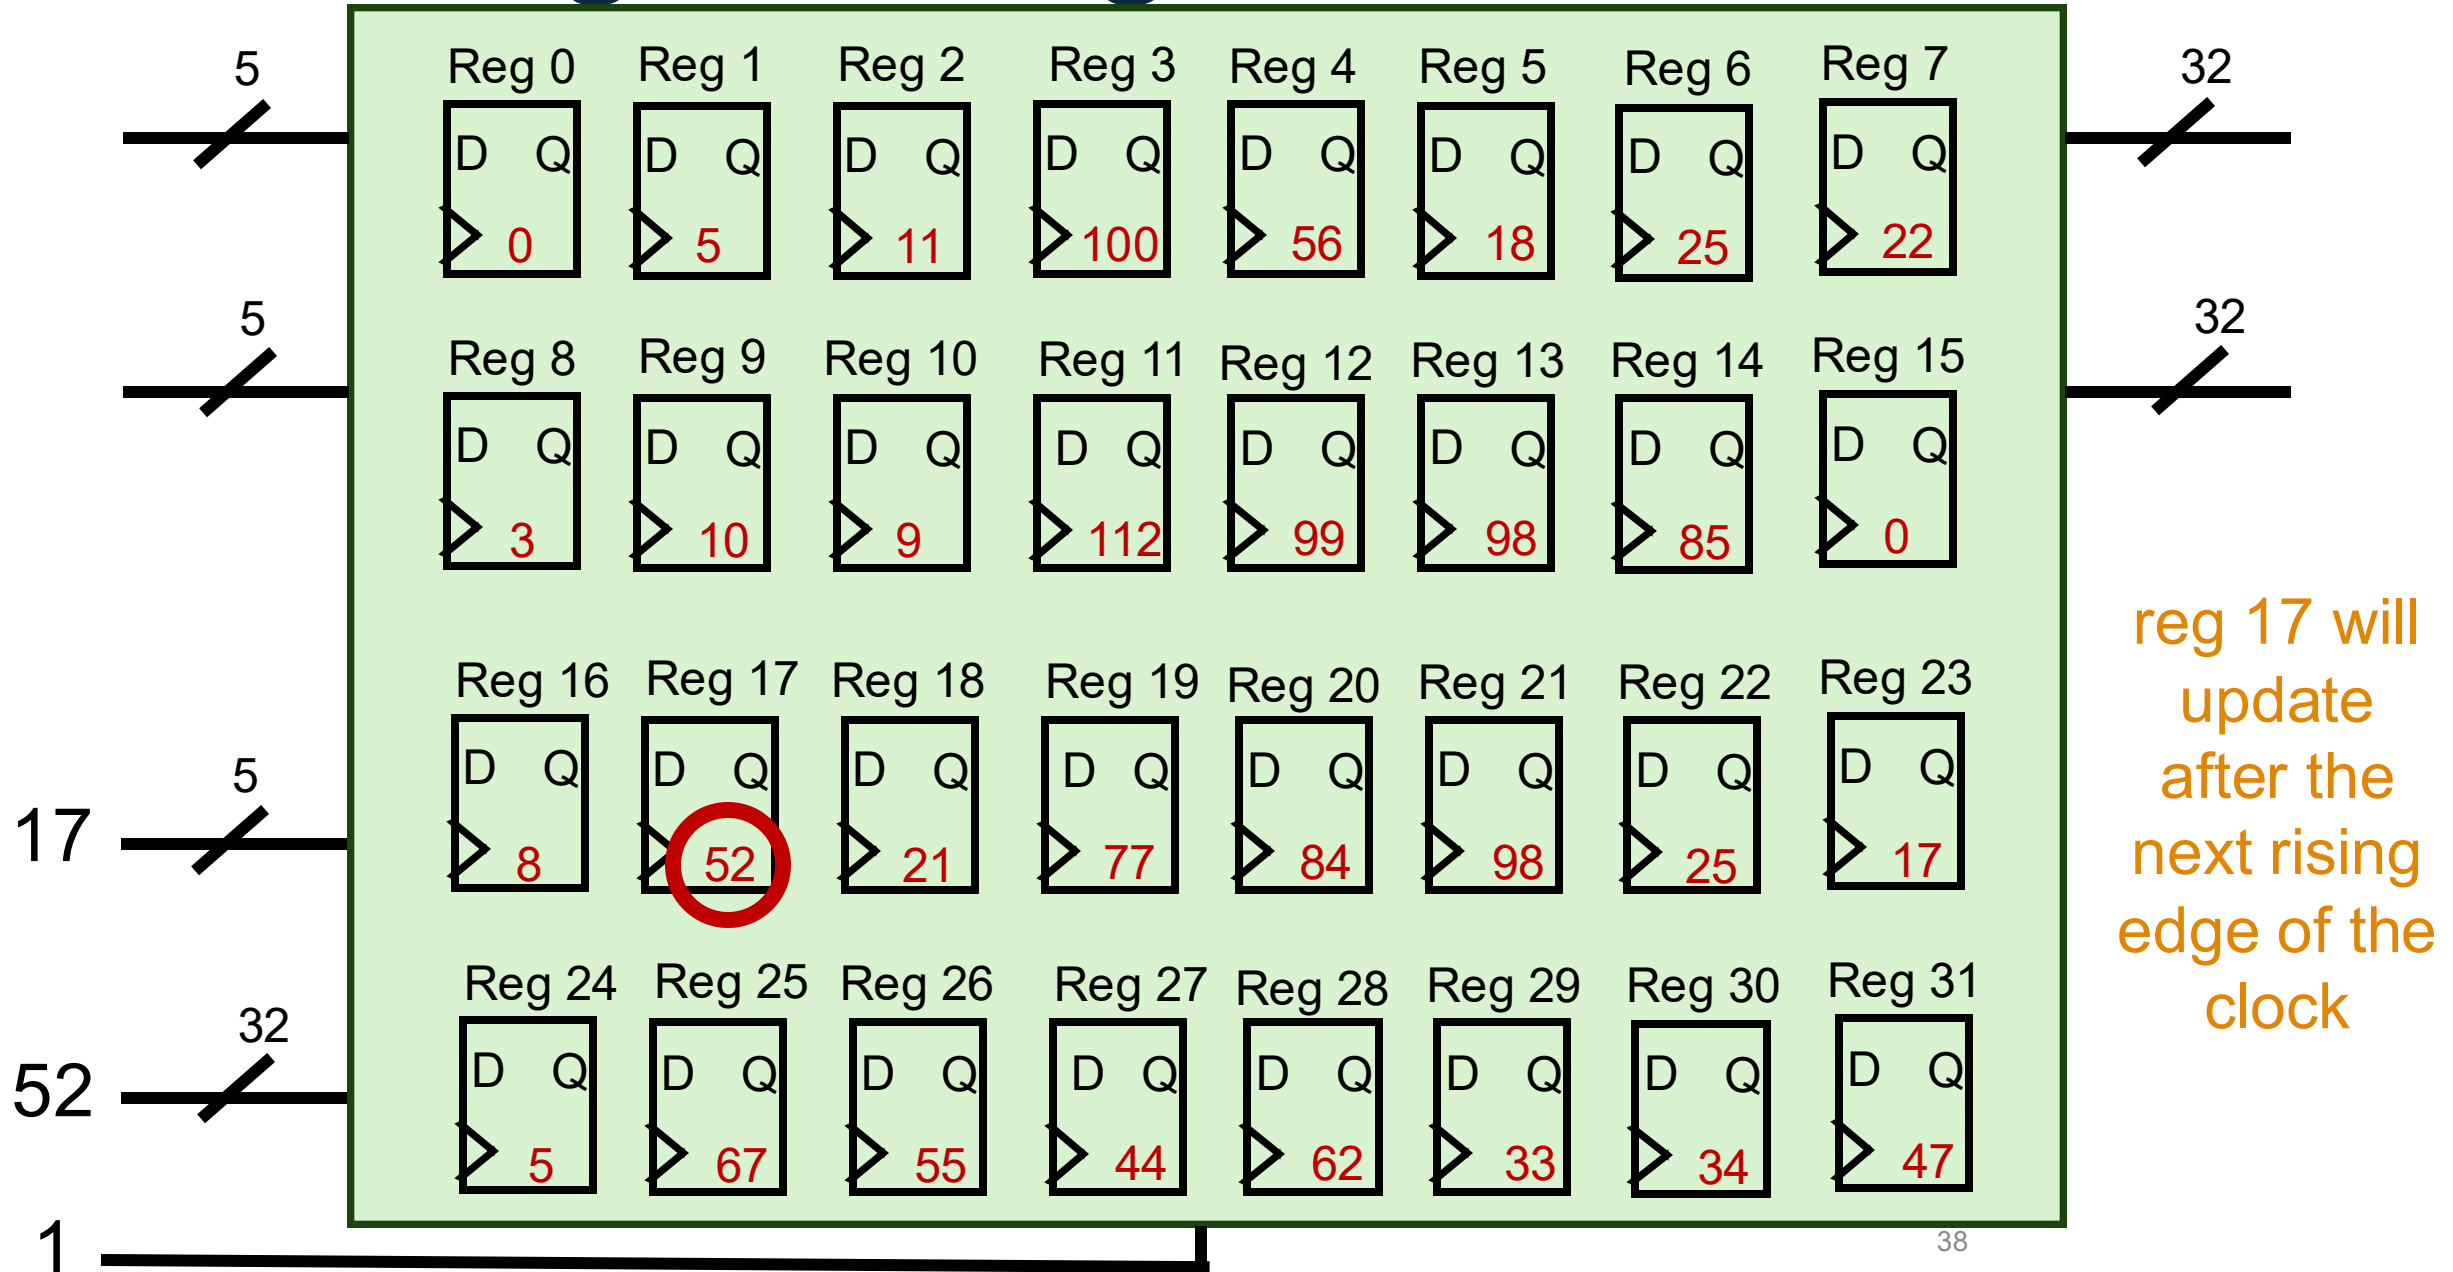 5
32
Reg 0 Reg 1 Reg 2 Reg 3 Reg 4 Reg 5 Reg 6 Reg 7
D Q D Q D Q D Q D Q D Q D Q D Q
0 5 11 100 56 18 25 22
5
32
Reg 8 Reg 9 Reg 10 Reg 11 Reg 12 Reg 13 Reg 14 Reg 15
D Q D Q D Q D Q D Q D Q D Q D Q
3 10 9 112 99 98 85 0
Reg 16 Reg 17 Reg 18 Reg 19 Reg 20 Reg 21 Reg 22 Reg 23
5
D Q D Q D Q D Q D Q D Q D Q D Q
17
8 52 21 77 84 98 25 17
Reg 24 Reg 25 Reg 26 Reg 27 Reg 28 Reg 29 Reg 30 Reg 31
32
D Q D Q D Q D Q D Q D Q D Q D Q
52
5 67 55 44 62 33 34 47
1
reg 17 will
update
after the
next rising
edge of the
clock
38